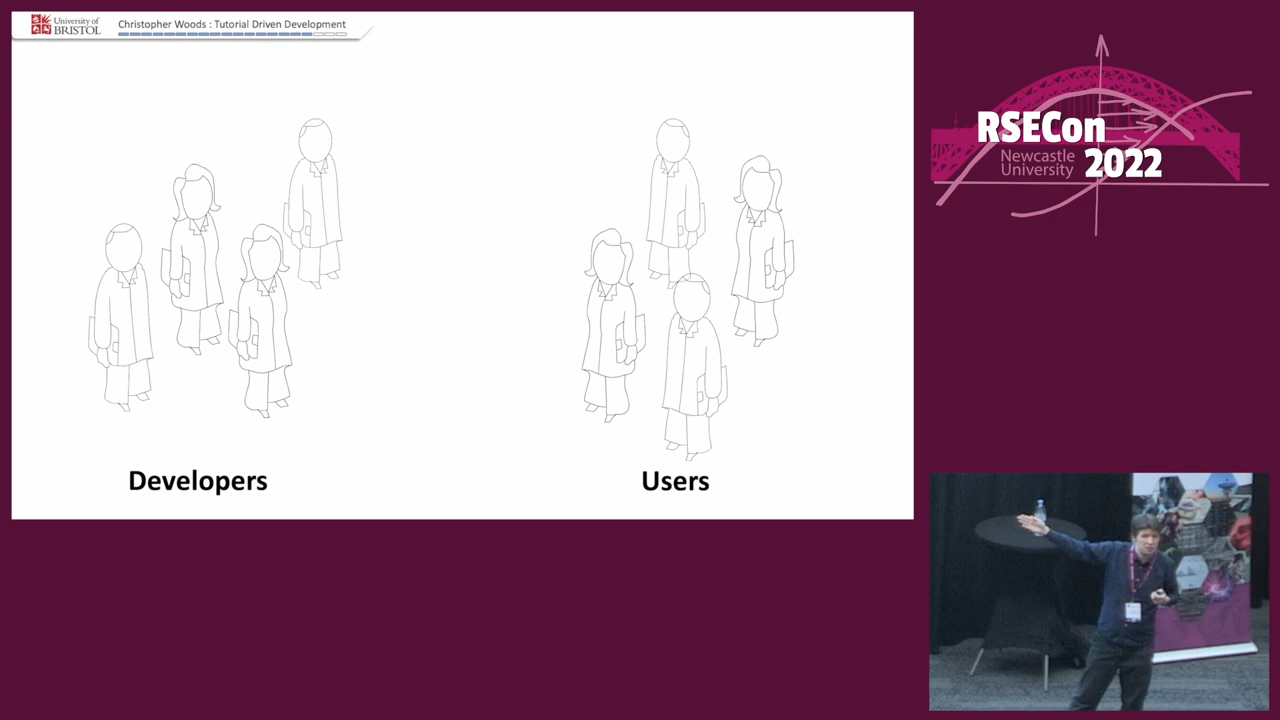 University of
BRISTOL
Christopher Woods : Tutorial Driven Development
Developers
Users
RSECon
Newcastle
University
2022